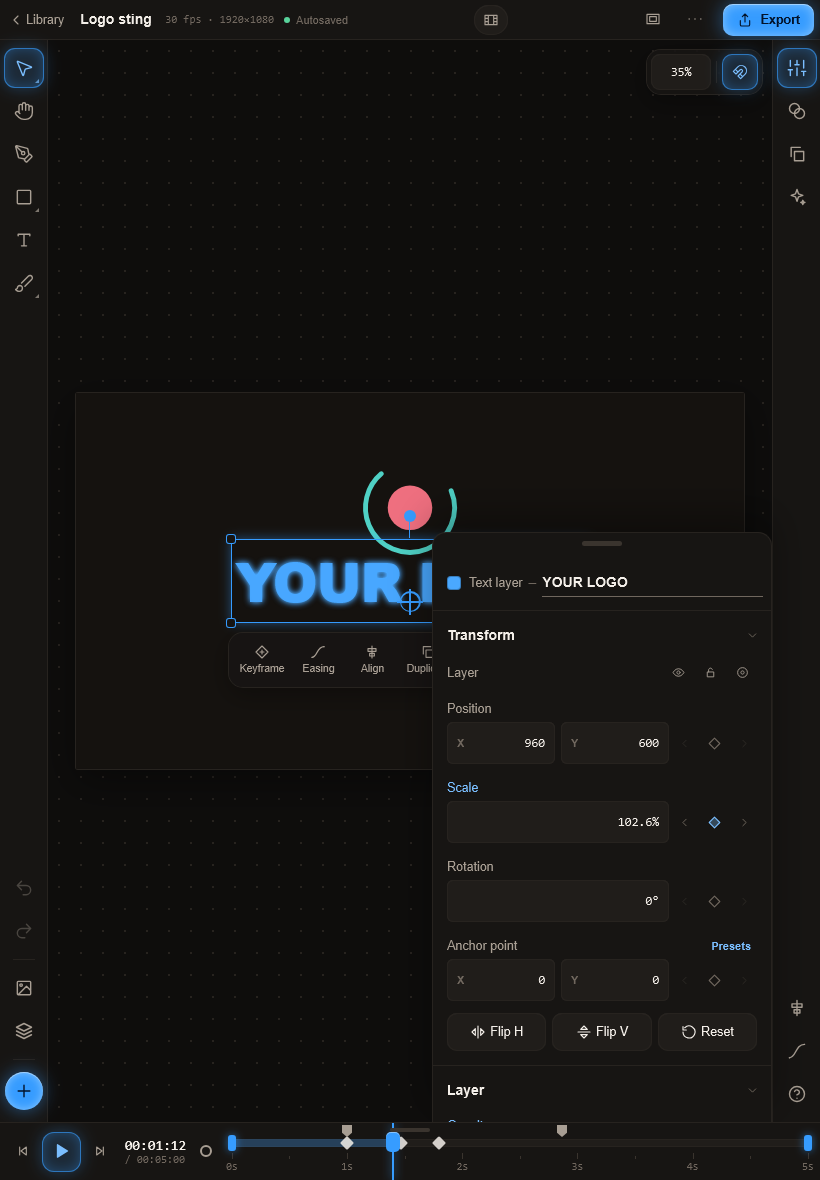 Library
Logo sting
30 fps · 1920×1080
Autosaved
Export
35%
YOUR
Keyframe
Easing
Align
Text layer – YOUR LOGO
Transform
Layer
Position
X 960
Y 600
Scale
102.6%
Rotation
0°
Anchor point
Presets
X 0
Y 0
Flip H
Flip V
Reset
Layer
00:01:12
/ 00:05:00
0s
1s
2s
3s
4s
5s